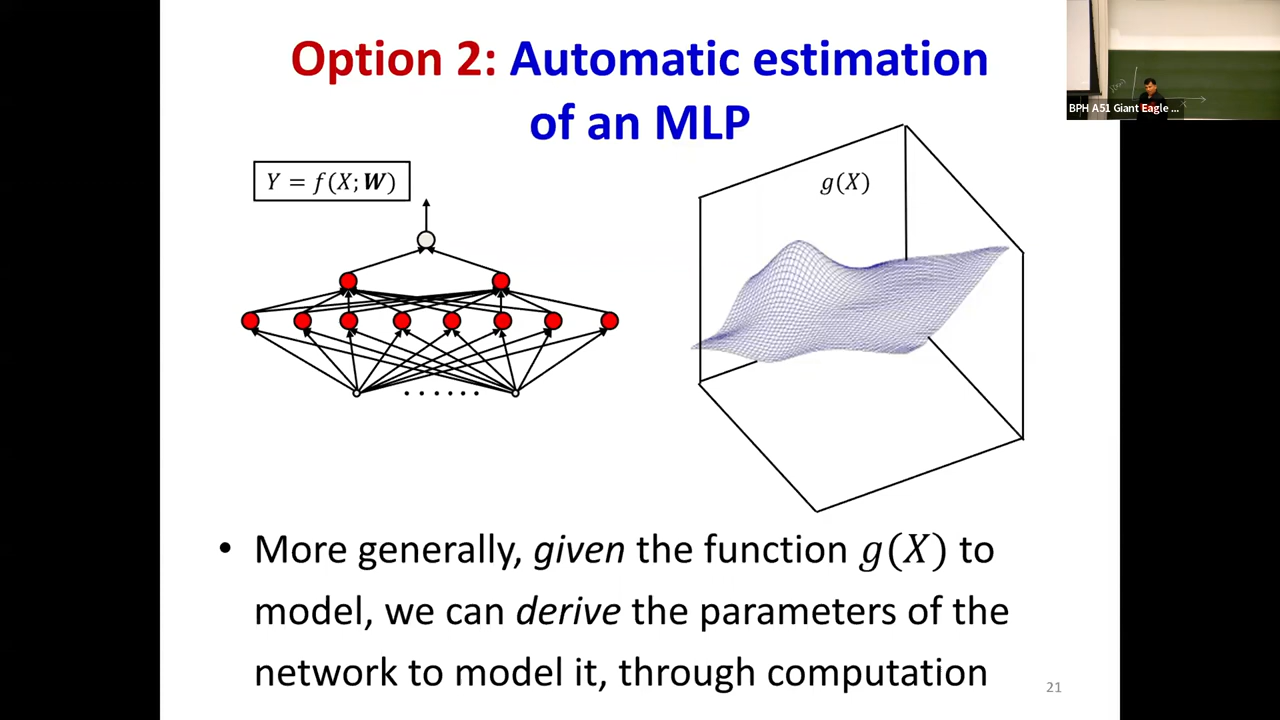 Option 2: Automatic estimation
of an MLP
Y = f(X; W)
g(X)
• More generally, given the function g(X) to
model, we can derive the parameters of the
network to model it, through computation
21
BPH A51 Giant Eagle ...